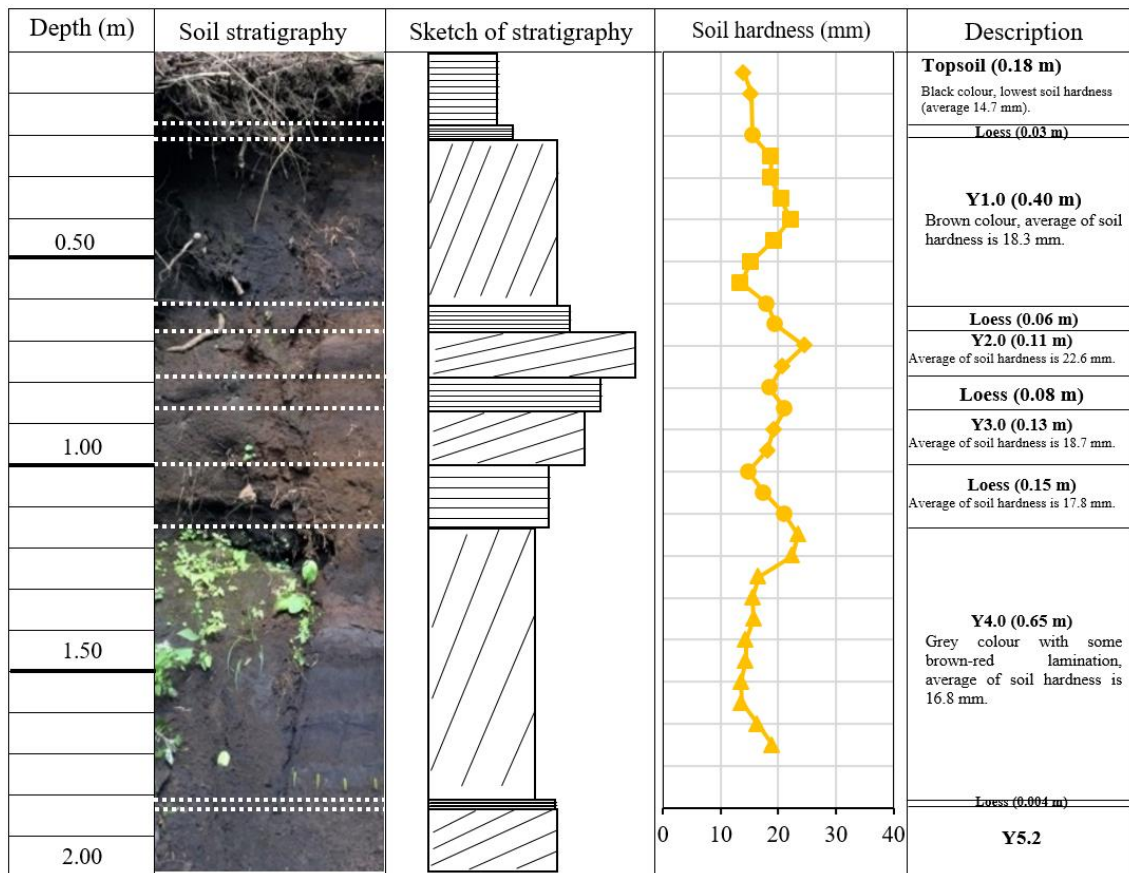 Depth (m)
Soil stratigraphy
Sketch of stratigraphy
Soil hardness (mm)
Description
Topsoil (0.18 m)
Black colour, lowest soil hardness
(average 14.7 mm).
Loess (0.03 m)
Y1.0 (0.40 m)
Brown colour, average of soil
hardness is 18.3 mm.
0.50
Loess (0.06 m)
Y2.0 (0.11 m)
Average of soil hardness is 22.6 mm.
Loess (0.08 m)
Y3.0 (0.13 m)
Average of soil hardness is 18.7 mm.
1.00
Loess (0.15 m)
Average of soil hardness is 17.8 mm.
Y4.0 (0.65 m)
Grey colour with some
brown-red lamination,
average of soil hardness is
16.8 mm.
1.50
Loess (0.004 m)
0 10 20 30 40
Y5.2
2.00